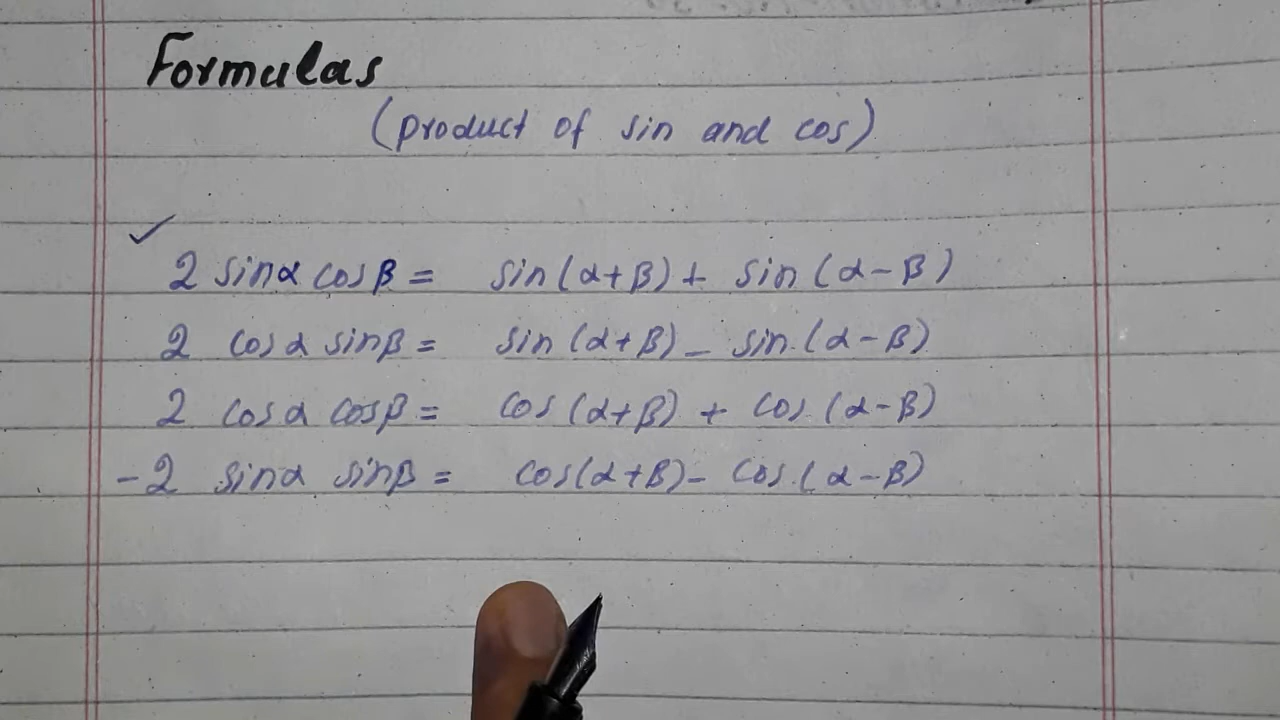 Formulas
(product of sin and cos)
2 sinα cosβ = sin(α+β) + sin(α-β)
2 cosα sinβ = sin(α+β) - sin(α-β)
2 cosα cosβ = cos(α+β) + cos(α-β)
-2 sinα sinβ = cos(α+β) - cos(α-β)